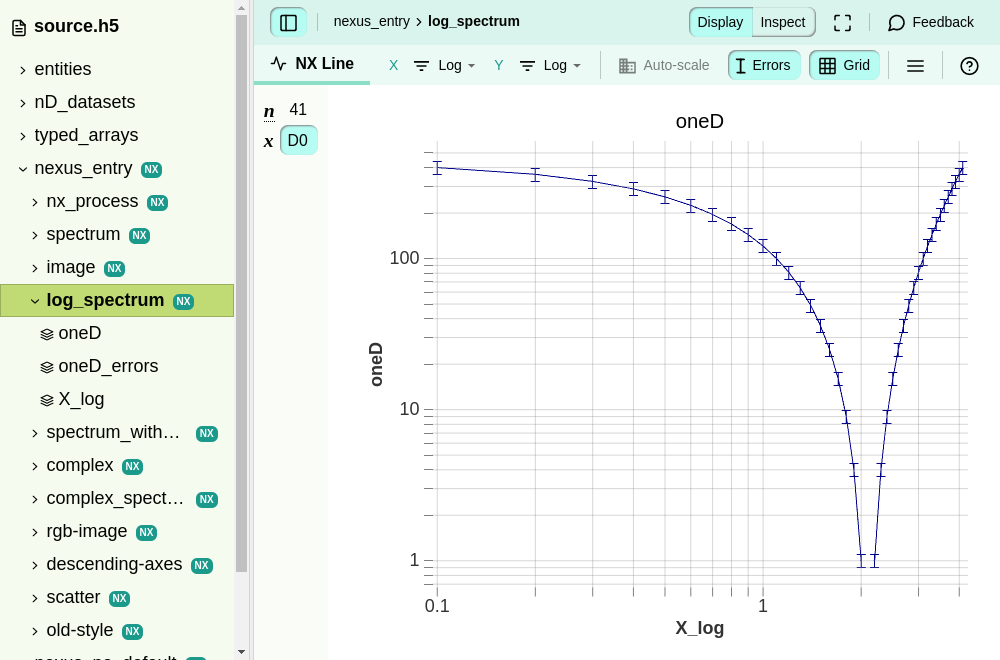 source.h5
entities
nD_datasets
typed_arrays
nexus_entry NX
nx_process NX
spectrum NX
image NX
log_spectrum NX
oneD
oneD_errors
X_log
spectrum_with… NX
complex NX
complex_spect… NX
rgb-image NX
descending-axes NX
scatter NX
old-style NX
nexus_entry › log_spectrum
Display Inspect
Feedback
NX Line
X Log
Y Log
Auto-scale
Errors
Grid
n 41
x D0
oneD
100
10
1
oneD
0.1 1
X_log